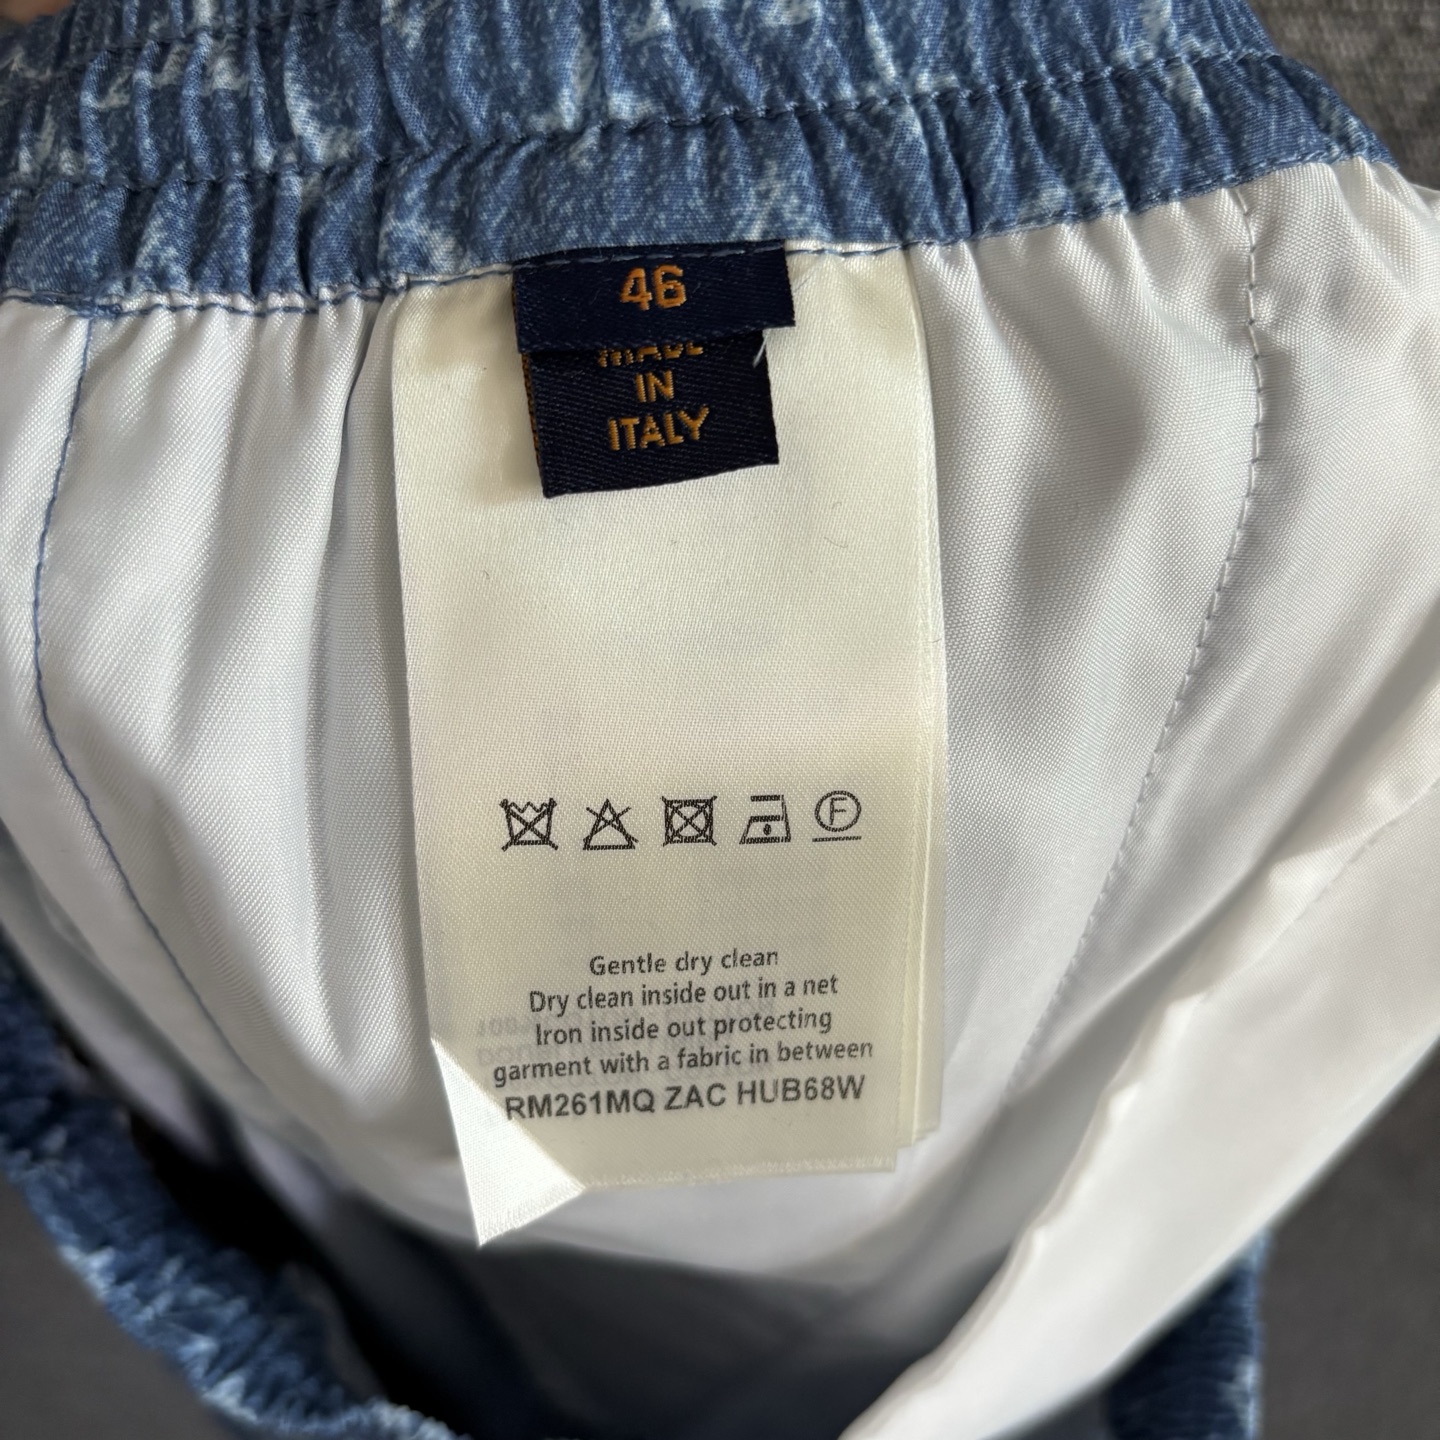 46
MADE
IN
ITALY
F
Gentle dry clean
Dry clean inside out in a net
Iron inside out protecting
garment with a fabric in between
RM261MQ ZAC HUB68W